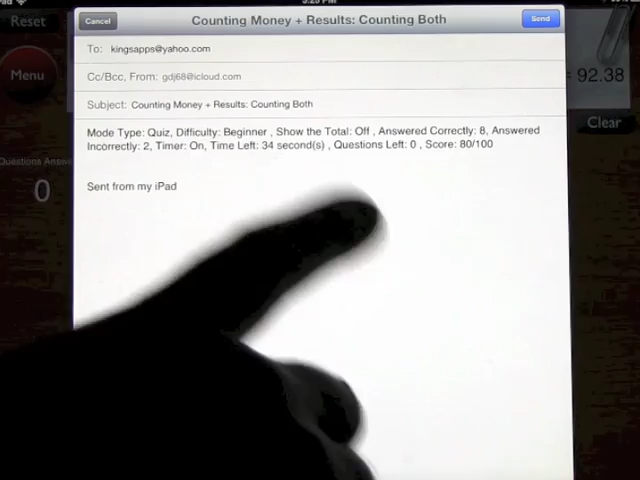 Reset
Cancel
Counting Money + Results: Counting Both
Send
Menu
To: kingsapps@yahoo.com
Cc/Bcc, From: gdj68@icloud.com
= 92.38
Subject: Counting Money + Results: Counting Both
Clear
Mode Type: Quiz, Difficulty: Beginner , Show the Total: Off , Answered Correctly: 8, Answered
Incorrectly: 2, Timer: On, Time Left: 34 second(s) , Questions Left: 0 , Score: 80/100
Questions Answ
0
Sent from my iPad